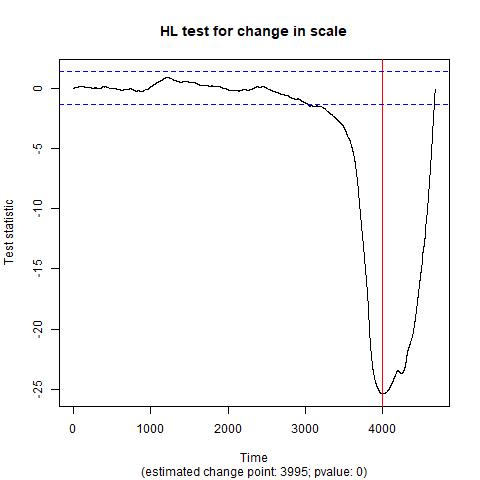 HL test for change in scale
Test statistic
0
-5
-10
-15
-20
-25
0 1000 2000 3000 4000
Time
(estimated change point: 3995; pvalue: 0)